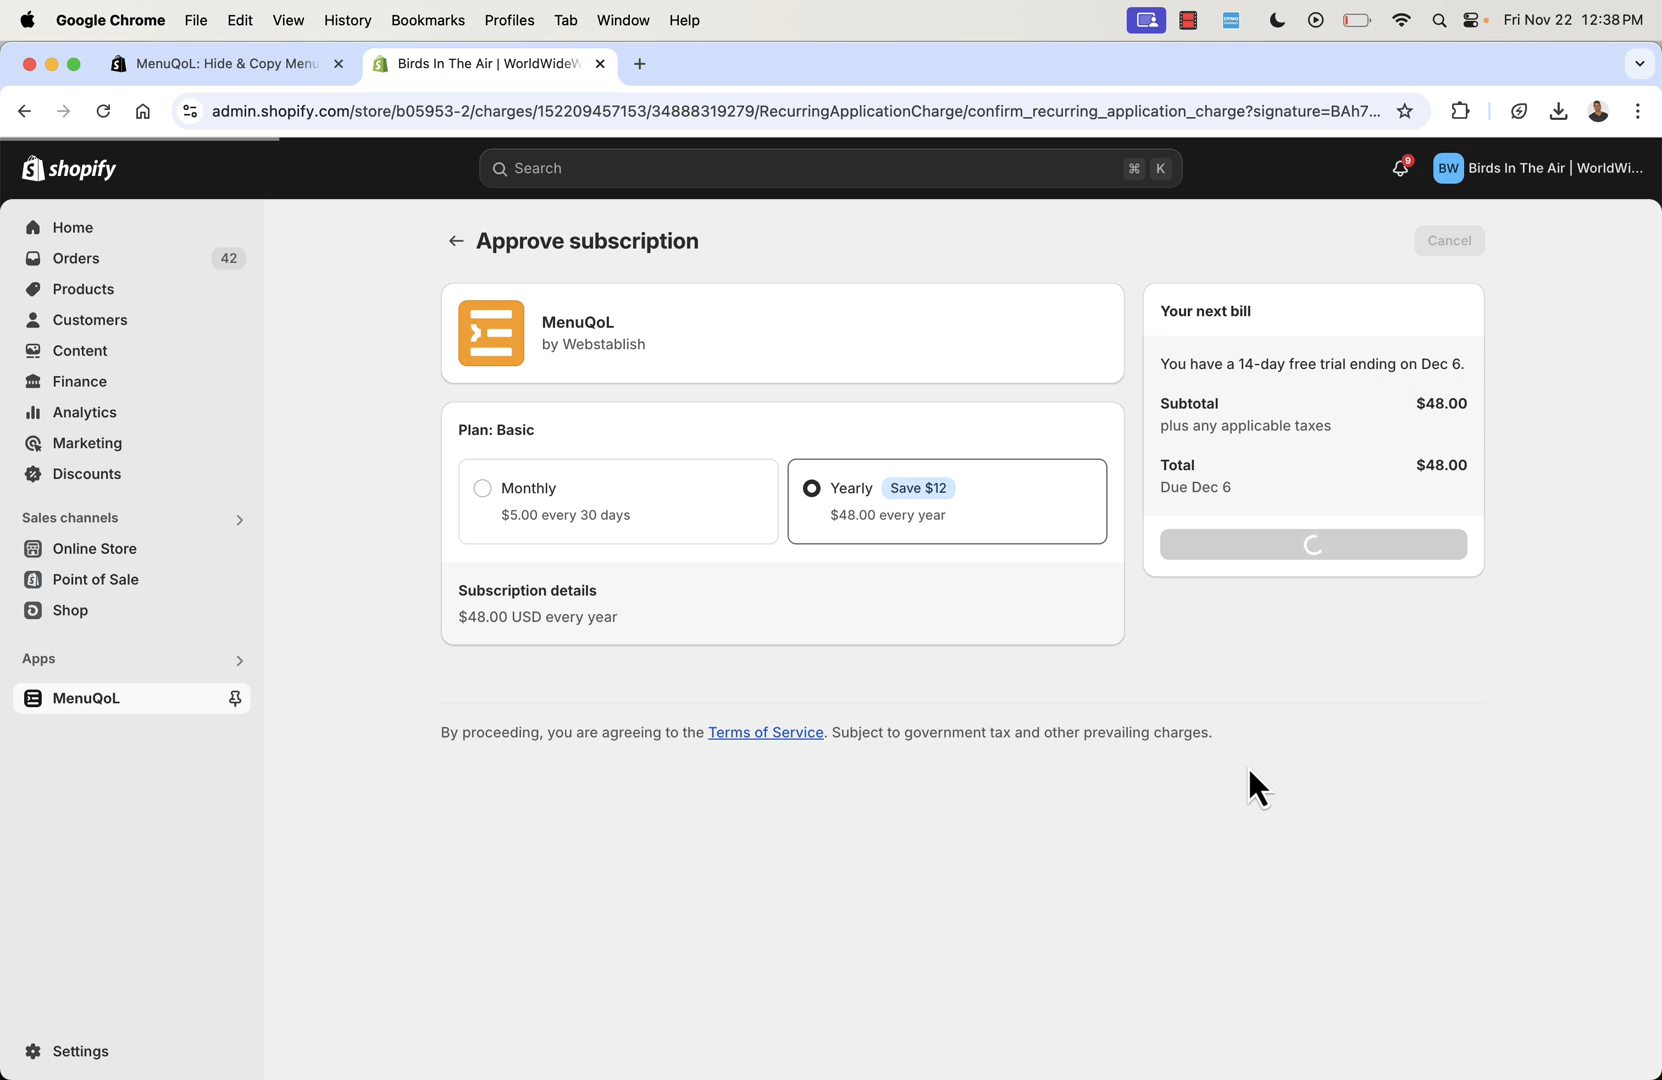 Google Chrome File Edit View History Bookmarks Profiles Tab Window Help
Fri Nov 22 12:38 PM
MenuQoL: Hide & Copy Menu
Birds In The Air | WorldWideW
admin.shopify.com/store/b05953-2/charges/152209457153/34888319279/RecurringApplicationCharge/confirm_recurring_application_charge?signature=BAh7...
shopify
Search
⌘ K
9
BW Birds In The Air | WorldWi...
Home
Orders 42
Products
Customers
Content
Finance
Analytics
Marketing
Discounts
Sales channels
Online Store
Point of Sale
Shop
Apps
MenuQoL
Settings
Approve subscription
Cancel
MenuQoL
by Webstablish
Plan: Basic
Monthly
$5.00 every 30 days
Yearly Save $12
$48.00 every year
Subscription details
$48.00 USD every year
Your next bill
You have a 14-day free trial ending on Dec 6.
Subtotal $48.00
plus any applicable taxes
Total $48.00
Due Dec 6
By proceeding, you are agreeing to the Terms of Service. Subject to government tax and other prevailing charges.